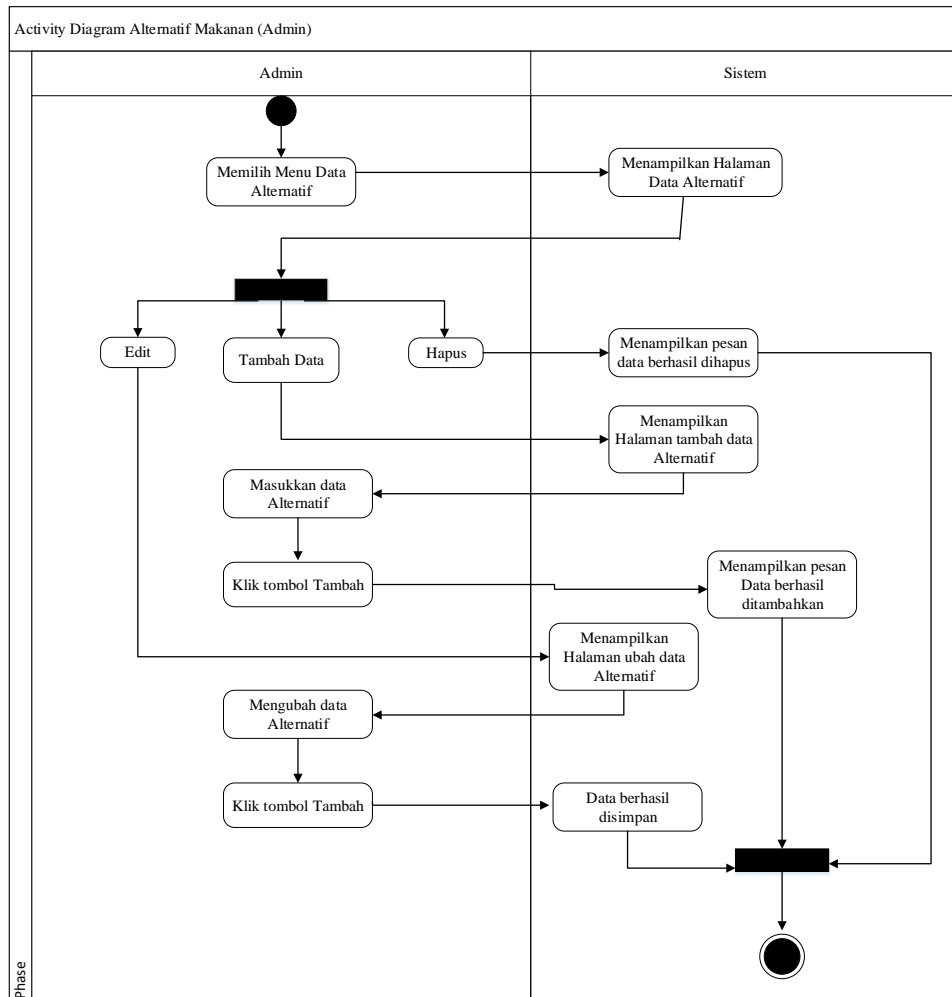 Activity Diagram Alternatif Makanan (Admin)
Admin
Sistem
Memilih Menu Data
Alternatif
Menampilkan Halaman
Data Alternatif
Edit
Tambah Data
Hapus
Menampilkan pesan
data berhasil dihapus
Menampilkan
Halaman tambah data
Alternatif
Masukkan data
Alternatif
Klik tombol Tambah
Menampilkan pesan
Data berhasil
ditambahkan
Menampilkan
Halaman ubah data
Alternatif
Mengubah data
Alternatif
Klik tombol Tambah
Data berhasil
disimpan
Phase